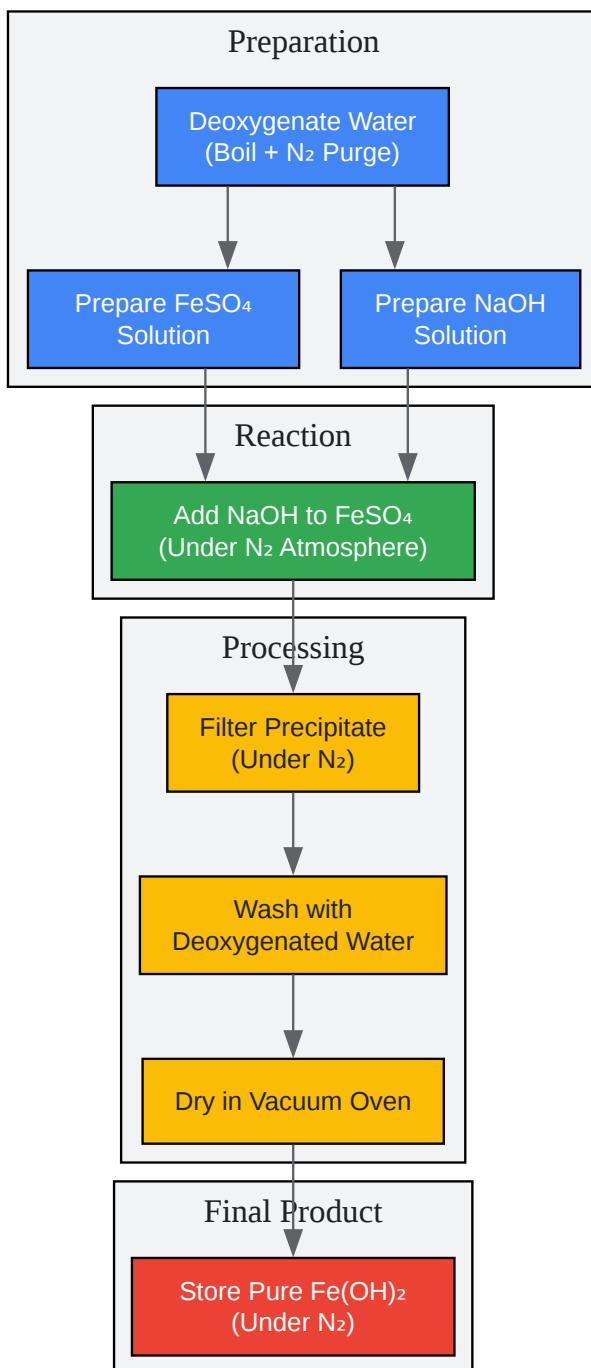 Preparation
Deoxygenate Water
(Boil + N₂ Purge)
Prepare FeSO₄
Solution
Prepare NaOH
Solution
Reaction
Add NaOH to FeSO₄
(Under N₂ Atmosphere)
Processing
Filter Precipitate
(Under N₂)
Wash with
Deoxygenated Water
Dry in Vacuum Oven
Final Product
Store Pure Fe(OH)₂
(Under N₂)